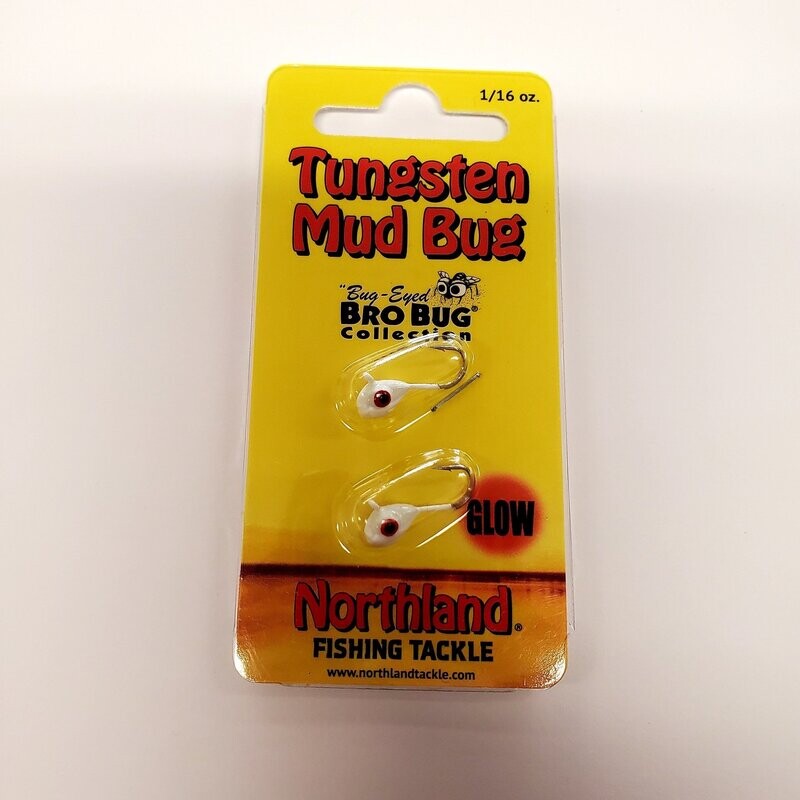 1/16 oz.
Tungsten
Mud Bug
"Bug-Eyed"
BRO BUG®
Collection
GLOW
Northland®
FISHING TACKLE
www.northlandtackle.com